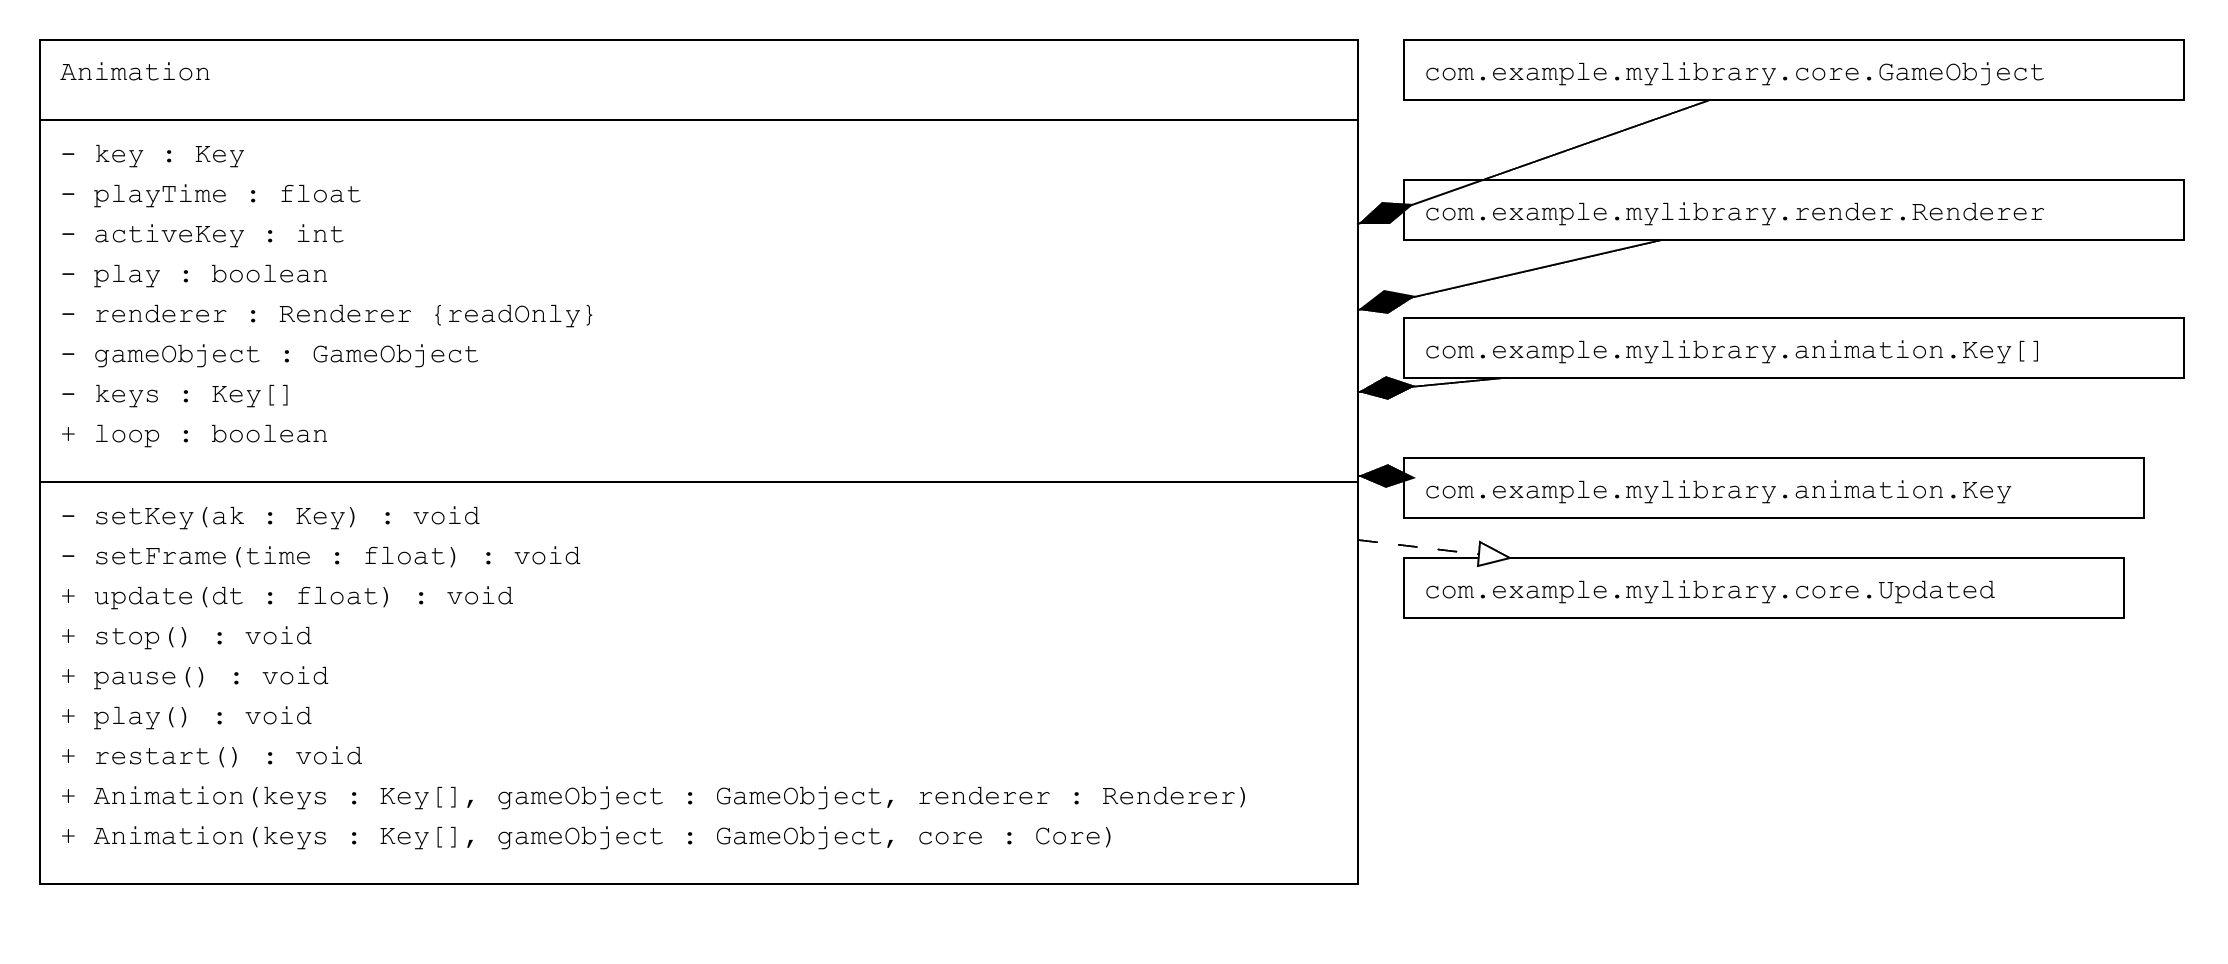 Animation
- key : Key
- playTime : float
- activeKey : int
- play : boolean
- renderer : Renderer {readOnly}
- gameObject : GameObject
- keys : Key[]
+ loop : boolean
- setKey(ak : Key) : void
- setFrame(time : float) : void
+ update(dt : float) : void
+ stop() : void
+ pause() : void
+ play() : void
+ restart() : void
+ Animation(keys : Key[], gameObject : GameObject, renderer : Renderer)
+ Animation(keys : Key[], gameObject : GameObject, core : Core)
com.example.mylibrary.core.GameObject
com.example.mylibrary.render.Renderer
com.example.mylibrary.animation.Key[]
com.example.mylibrary.animation.Key
com.example.mylibrary.core.Updated